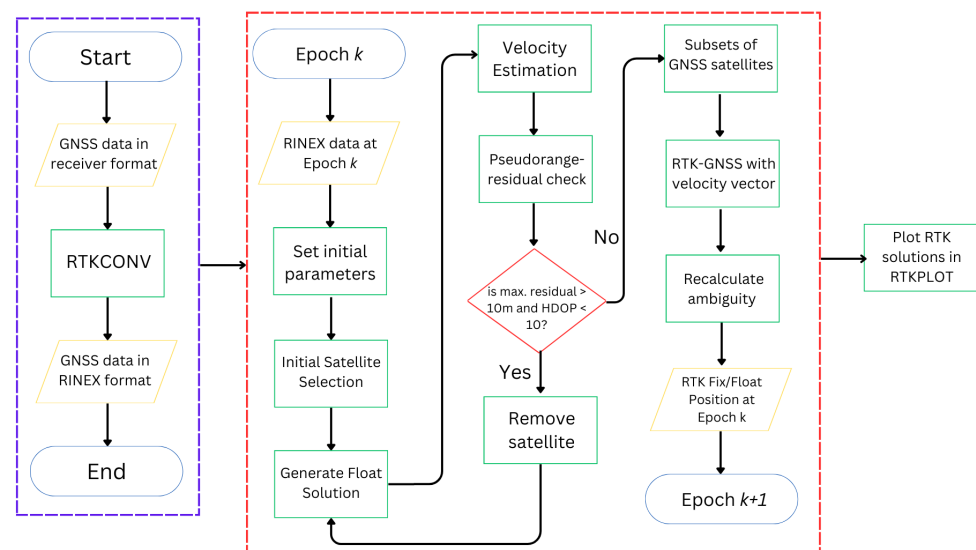 Start
GNSS data in
receiver format
RTKCONV
GNSS data in
RINEX format
End
Epoch k
RINEX data at
Epoch k
Set initial
parameters
Initial Satellite
Selection
Generate Float
Solution
Velocity
Estimation
Pseudorange-
residual check
is max. residual >
10m and HDOP <
10?
No
Yes
Remove
satellite
Subsets of
GNSS satellites
RTK-GNSS with
velocity vector
Recalculate
ambiguity
RTK Fix/Float
Position at
Epoch k
Epoch k+1
Plot RTK
solutions in
RTKPLOT